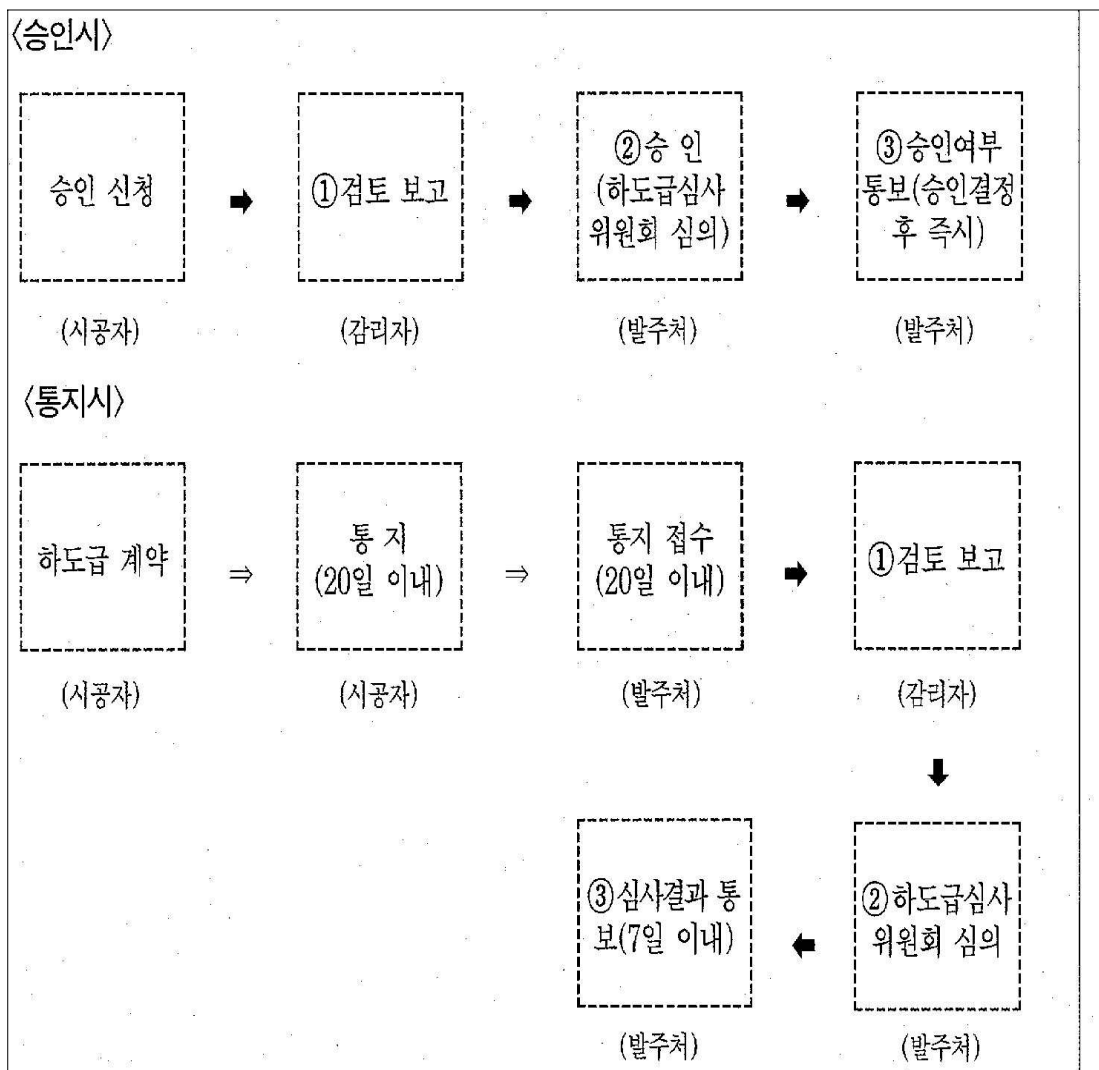 〈승인시〉
승인 신청
➡
①검토 보고
➡
②승 인
(하도급심사
위원회 심의)
➡
③승인여부
통보(승인결정
후 즉시)
(시공자)
(감리자)
(발주처)
(발주처)
〈통지시〉
하도급 계약
⇒
통 지
(20일 이내)
⇒
통지 접수
(20일 이내)
➡
①검토 보고
(시공자)
(시공자)
(발주처)
(감리자)
⬇
③심사결과 통
보(7일 이내)
⬅
②하도급심사
위원회 심의
(발주처)
(발주처)